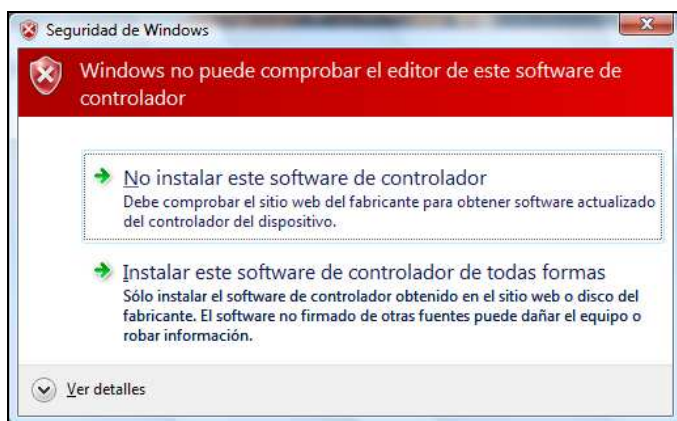 Seguridad de Windows
Windows no puede comprobar el editor de este software de
controlador
No instalar este software de controlador
Debe comprobar el sitio web del fabricante para obtener software actualizado
del controlador del dispositivo.
Instalar este software de controlador de todas formas
Sólo instalar el software de controlador obtenido en el sitio web o disco del
fabricante. El software no firmado de otras fuentes puede dañar el equipo o
robar información.
Ver detalles